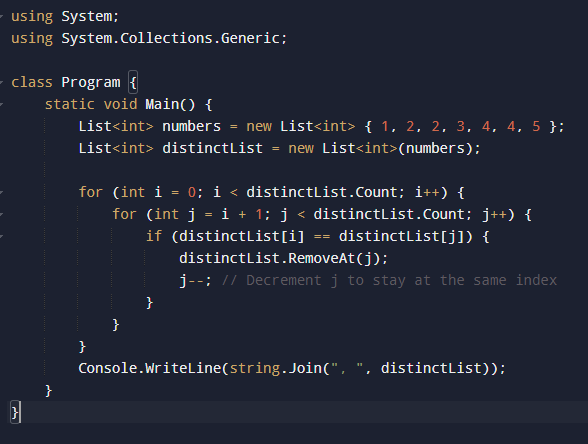 using System;
using System.Collections.Generic;

class Program {
    static void Main() {
        List<int> numbers = new List<int> { 1, 2, 2, 3, 4, 4, 5 };
        List<int> distinctList = new List<int>(numbers);

        for (int i = 0; i < distinctList.Count; i++) {
            for (int j = i + 1; j < distinctList.Count; j++) {
                if (distinctList[i] == distinctList[j]) {
                    distinctList.RemoveAt(j);
                    j--; // Decrement j to stay at the same index
                }
            }
        }
        Console.WriteLine(string.Join(", ", distinctList));
    }
}